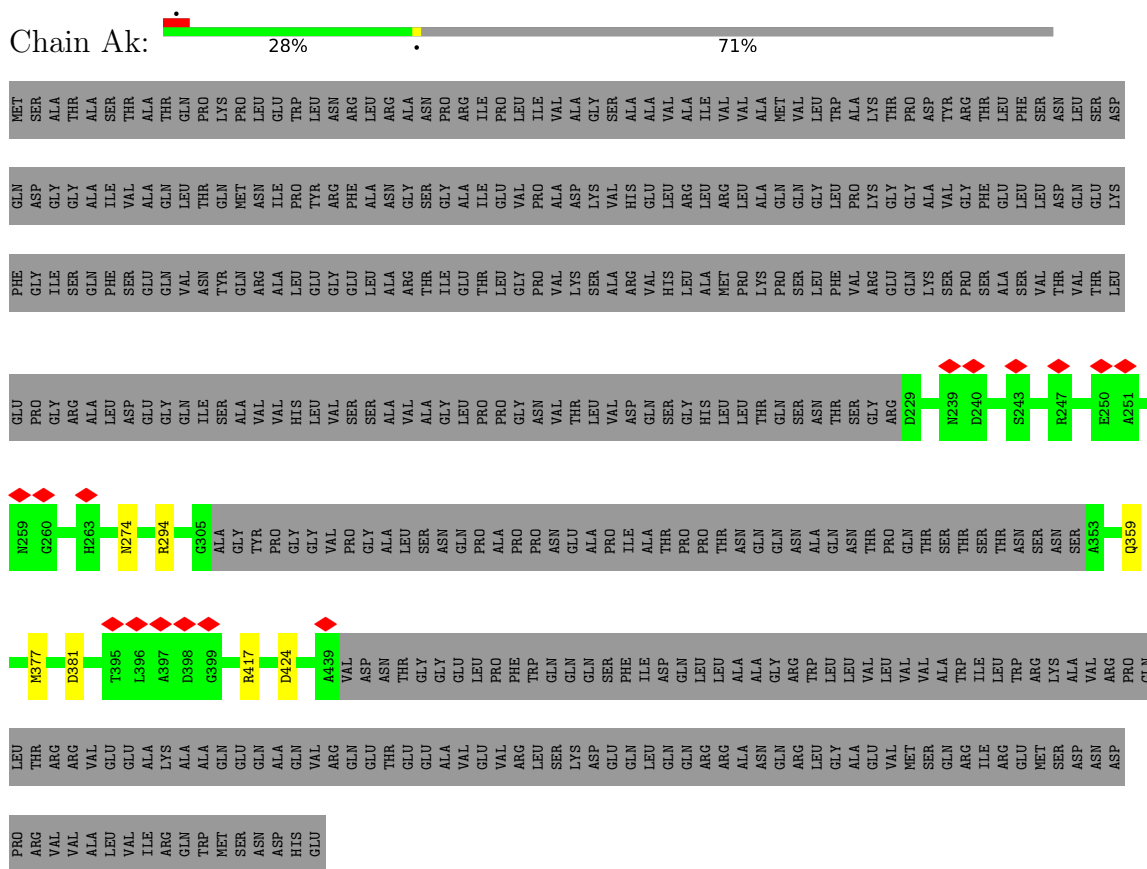 Chain Ak: 28% 71%
MET SER ALA THR ALA SER THR ALA THR GLN PRO LYS PRO LEU GLU TRP LEU ASN ARG LEU ARG ALA ASN PRO ARG ILE PRO LEU ILE VAL ALA GLY SER ALA ALA VAL ALA ILE VAL VAL ALA MET VAL LEU TRP ALA LYS THR PRO ASP TYR ARG THR LEU PHE SER ASN LEU SER ASP
GLN ASP GLY GLY ALA ILE VAL ALA GLN LEU THR GLN MET ASN ILE PRO TYR ARG PHE ALA ASN GLY SER GLY ALA ILE GLU VAL PRO ALA ASP LYS VAL HIS GLU LEU ARG LEU ARG LEU ALA GLN GLN GLY LEU PRO LYS GLY GLY ALA VAL GLY PHE GLU LEU LEU ASP GLN GLU LYS
PHE GLY ILE SER GLN PHE SER GLU GLN VAL ASN TYR GLN ARG ALA LEU GLU GLY GLU LEU ALA ARG THR ILE GLU THR LEU GLY PRO VAL LYS SER ALA ARG VAL HIS LEU ALA MET PRO LYS PRO SER LEU PHE VAL ARG GLU GLN LYS SER PRO SER ALA SER VAL THR VAL THR LEU
GLU PRO GLY ARG ALA LEU ASP GLU GLY GLN ILE SER ALA VAL VAL HIS LEU VAL SER SER ALA VAL ALA GLY LEU PRO PRO GLY ASN VAL THR LEU VAL ASP GLN SER GLY HIS LEU LEU THR GLN SER ASN THR SER GLY ARG D229 N239 D240 S243 R247 E250 A251
N259 G260 H263 N274 R294 G305 ALA GLY TYR PRO GLY GLY VAL PRO GLY ALA LEU SER ASN GLN PRO ALA PRO PRO ASN GLU ALA PRO ILE ALA THR PRO PRO THR ASN GLN GLN ASN ALA GLN ASN THR PRO GLN THR SER THR SER THR ASN SER ASN SER A353 Q359
M377 D381 T395 L396 A397 D398 G399 R417 D424 A439 VAL ASP ASN THR GLY GLY GLU LEU PRO PHE TRP GLN GLN GLN SER PHE ILE ASP GLN LEU LEU ALA ALA GLY ARG TRP LEU LEU VAL LEU VAL VAL ALA TRP ILE LEU TRP ARG LYS ALA VAL ARG PRO GLN
LEU THR ARG ARG VAL GLU GLU ALA LYS ALA ALA GLN GLU GLN ALA GLN VAL ARG GLN GLU THR GLU GLU ALA VAL GLU VAL ARG LEU SER LYS ASP GLU GLN LEU GLN GLN ARG ARG ALA ASN GLN ARG LEU GLY ALA GLU VAL MET SER GLN ARG ILE ARG GLU MET SER ASP ASN ASP
PRO ARG VAL VAL ALA LEU VAL ILE ARG GLN TRP MET SER ASN ASP HIS GLU